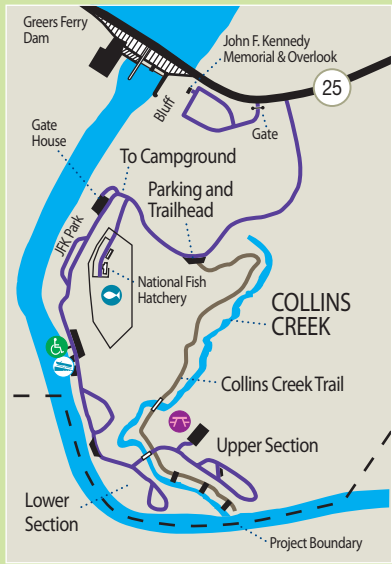 Greers Ferry
Dam
John F. Kennedy
Memorial & Overlook
25
Bluff
Gate
Gate
House
To Campground
Parking and
Trailhead
JFK Park
National Fish
Hatchery
COLLINS
CREEK
Collins Creek Trail
Upper Section
Lower
Section
Project Boundary